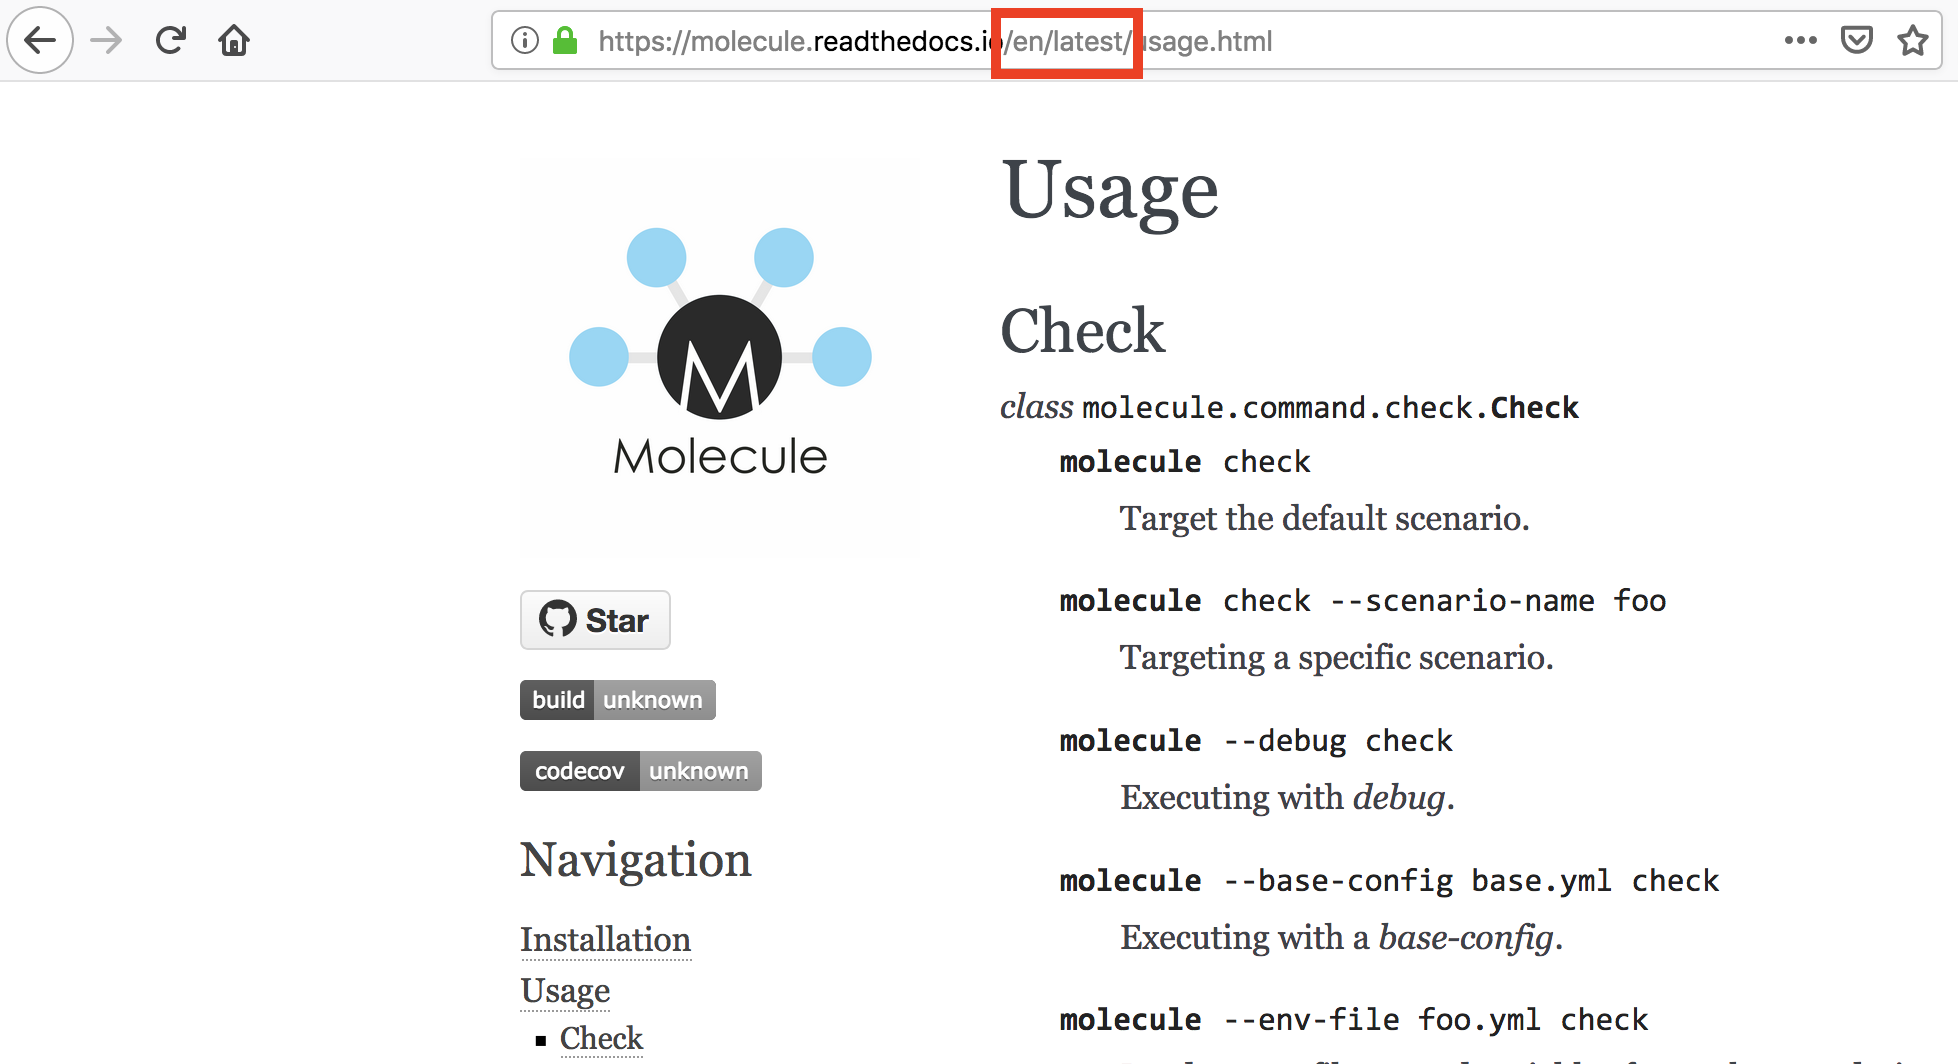 https://molecule.readthedocs.io/en/latest/usage.html
Molecule
Star
build unknown
codecov unknown
Navigation
Installation
Usage
Check
Usage
Check
class molecule.command.check.Check
molecule check
Target the default scenario.
molecule check --scenario-name foo
Targeting a specific scenario.
molecule --debug check
Executing with debug.
molecule --base-config base.yml check
Executing with a base-config.
molecule --env-file foo.yml check